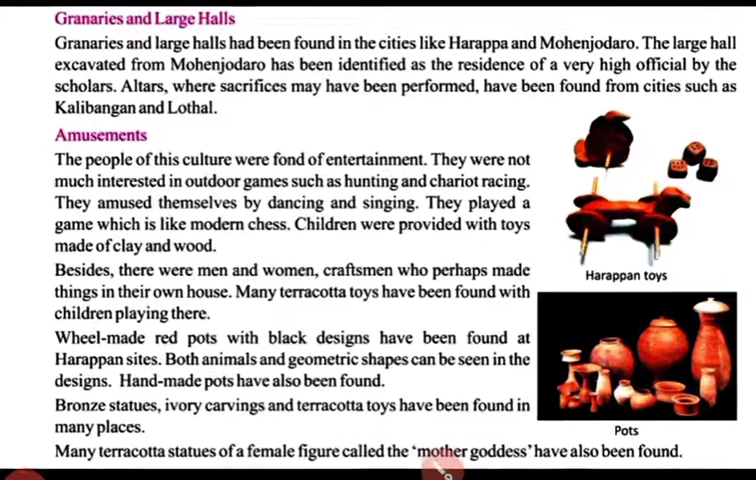 Granaries and Large Halls
Granaries and large halls had been found in the cities like Harappa and Mohenjodaro. The large hall
excavated from Mohenjodaro has been identified as the residence of a very high official by the
scholars. Altars, where sacrifices may have been performed, have been found from cities such as
Kalibangan and Lothal.
Amusements
The people of this culture were fond of entertainment. They were not
much interested in outdoor games such as hunting and chariot racing.
They amused themselves by dancing and singing. They played a
game which is like modern chess. Children were provided with toys
made of clay and wood.
Harappan toys
Besides, there were men and women, craftsmen who perhaps made
things in their own house. Many terracotta toys have been found with
children playing there.
Wheel-made red pots with black designs have been found at
Harappan sites. Both animals and geometric shapes can be seen in the
designs. Hand-made pots have also been found.
Bronze statues, ivory carvings and terracotta toys have been found in
many places.
Pots
Many terracotta statues of a female figure called the ‘mother goddess’ have also been found.